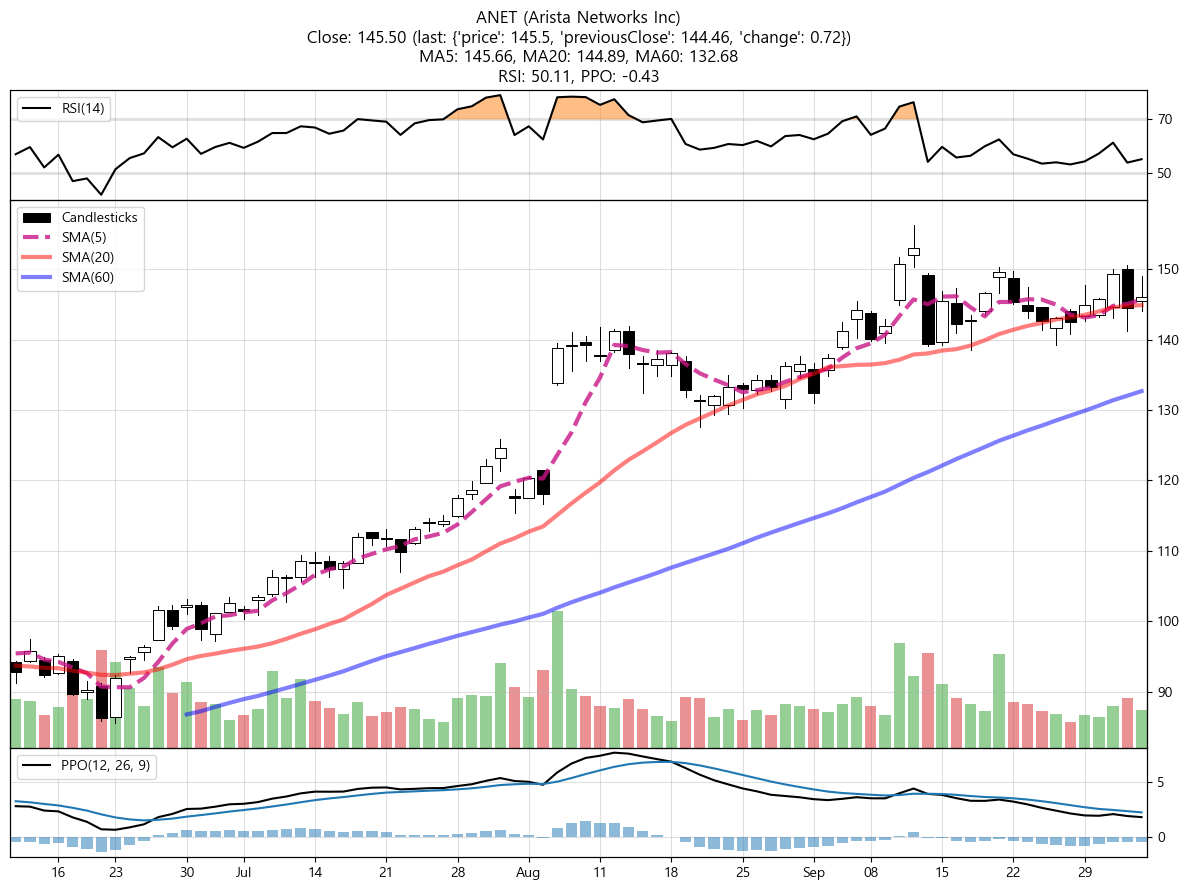 ANET (Arista Networks Inc)
Close: 145.50 (last: {'price': 145.5, 'previousClose': 144.46, 'change': 0.72})
MA5: 145.66, MA20: 144.89, MA60: 132.68
RSI: 50.11, PPO: -0.43
RSI(14)
70
50
Candlesticks
SMA(5)
SMA(20)
SMA(60)
150
140
130
120
110
100
90
PPO(12, 26, 9)
5
0
16 23 30 Jul 14 21 28 Aug 11 18 25 Sep 08 15 22 29